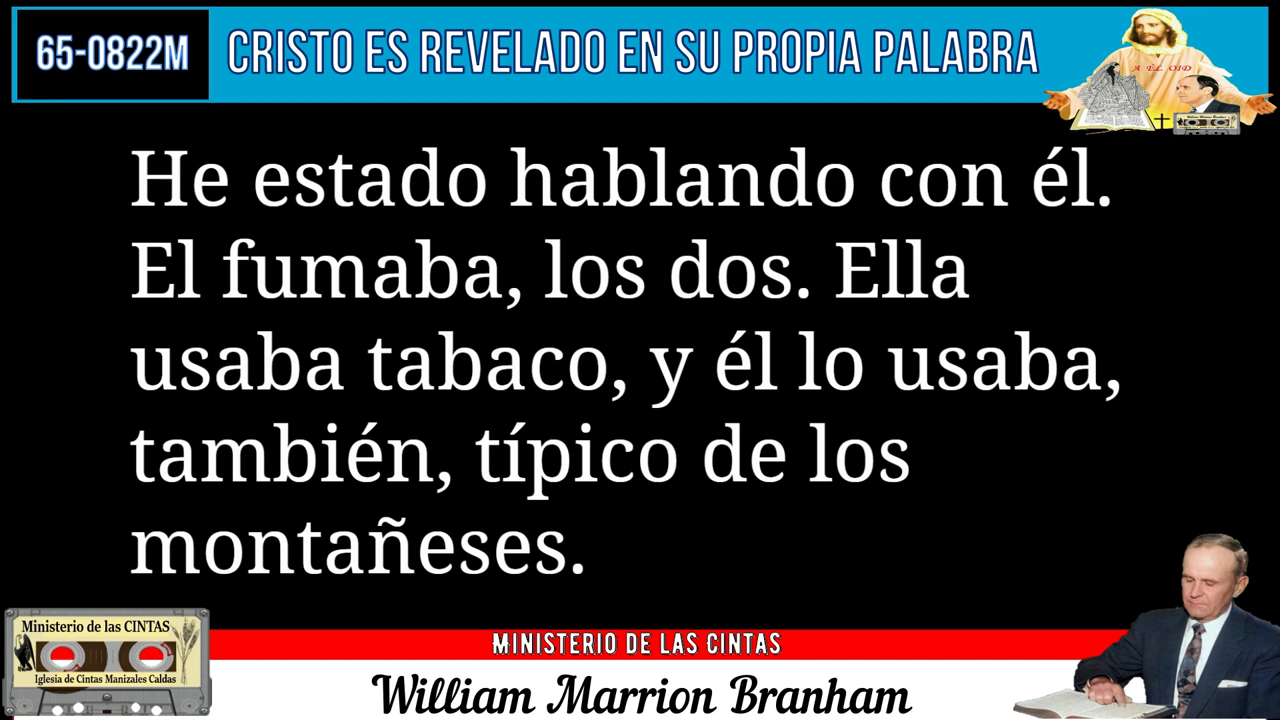 65-0822M
CRISTO ES REVELADO EN SU PROPIA PALABRA
A ÉL OID
He estado hablando con él.
El fumaba, los dos. Ella
usaba tabaco, y él lo usaba,
también, típico de los
montañeses.
Ministerio de las CINTAS
Iglesia de Cintas Manizales Caldas
MINISTERIO DE LAS CINTAS
William Marrion Branham